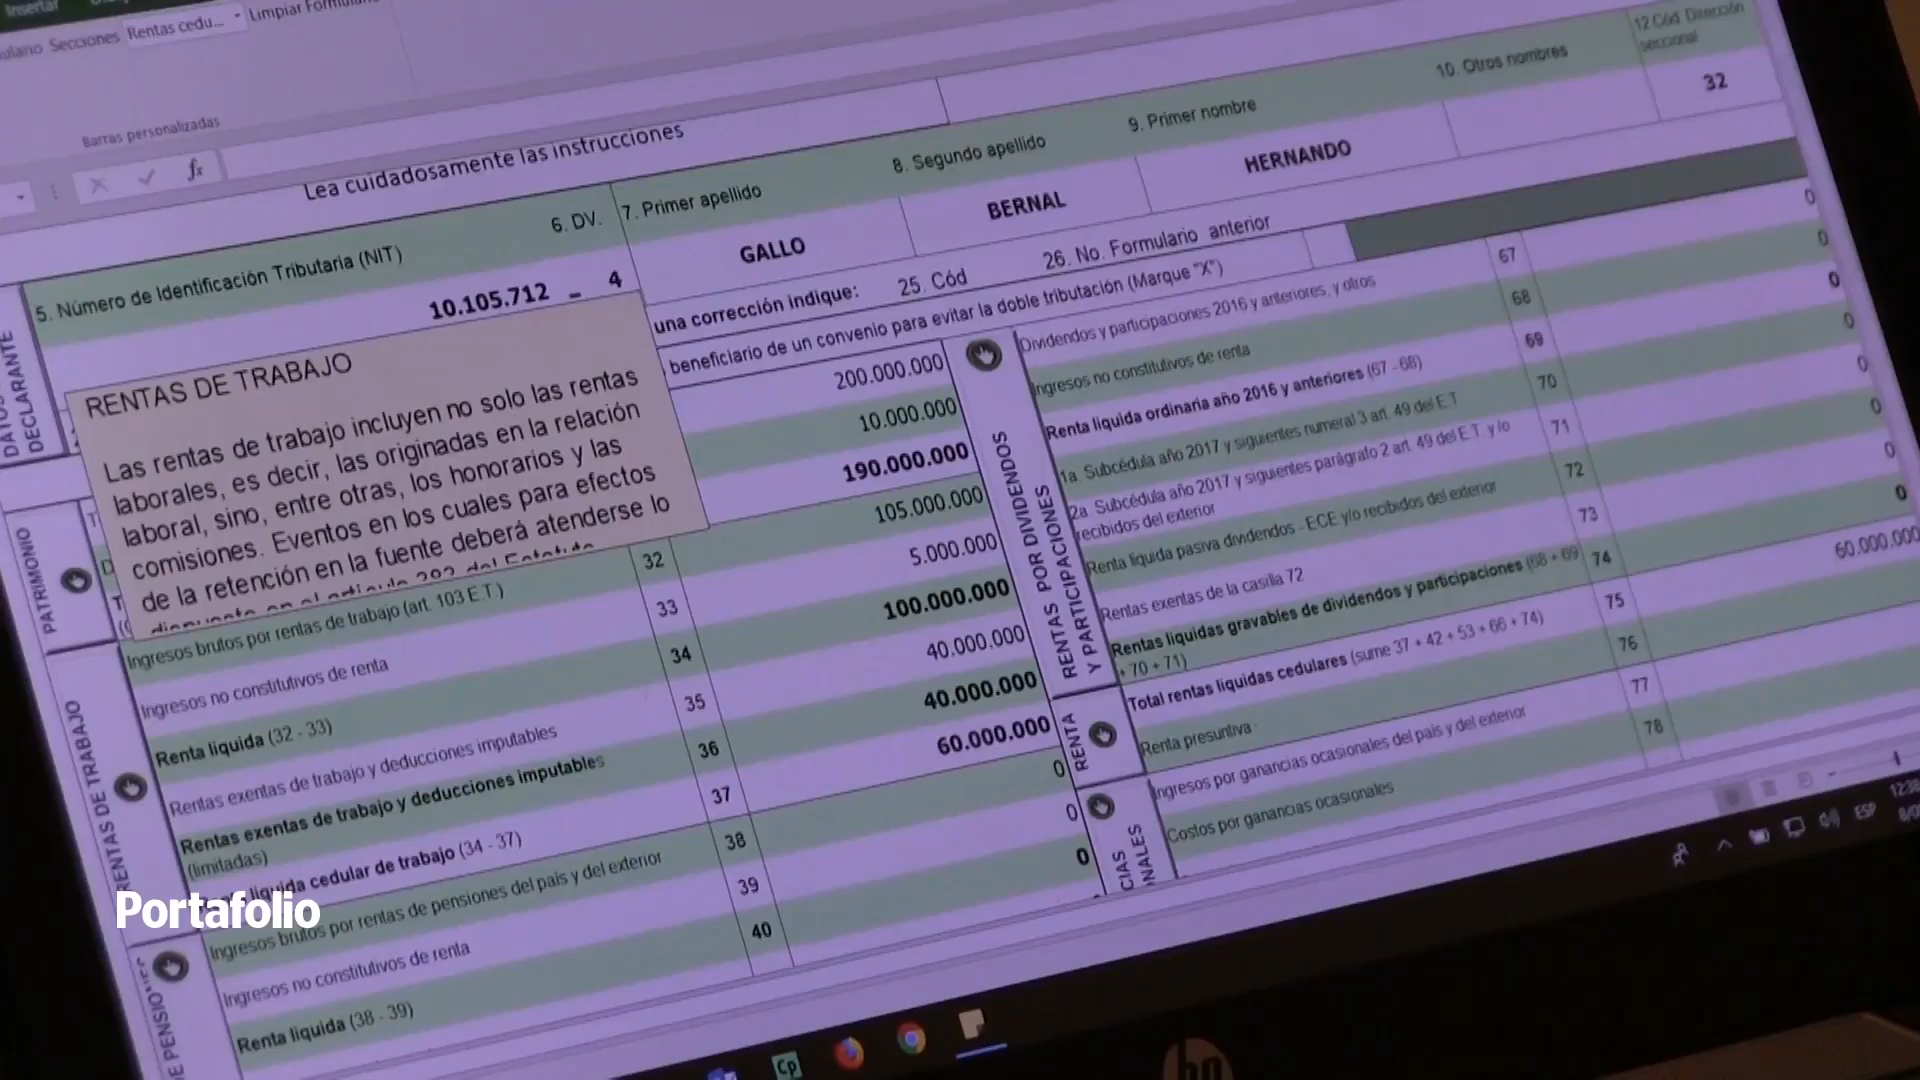 Insertar
Secciones
Rentas cedu...
Limpiar Formulario
Barras personalizadas
fx
Lea cuidadosamente las instrucciones
5. Número de Identificación Tributaria (NIT)
6. DV.
7. Primer apellido
8. Segundo apellido
9. Primer nombre
10. Otros nombres
12.Cód Dirección
seccional
10.105.712 - 4
GALLO
BERNAL
HERNANDO
32
DECLARANTE
una corrección indique:
25. Cód
26. No. Formulario anterior
beneficiario de un convenio para evitar la doble tributación (Marque "X")
RENTAS DE TRABAJO
Las rentas de trabajo incluyen no solo las rentas
laborales, es decir, las originadas en la relación
laboral, sino, entre otras, los honorarios y las
comisiones. Eventos en los cuales para efectos
de la retención en la fuente deberá atenderse lo
PATRIMONIO
200.000.000
10.000.000
190.000.000
RENTAS DE TRABAJO
Ingresos brutos por rentas de trabajo (art. 103 E.T.) 32 105.000.000
Ingresos no constitutivos de renta 33 5.000.000
Renta liquida (32 - 33) 34 100.000.000
Rentas exentas de trabajo y deducciones imputables 35 40.000.000
Rentas exentas de trabajo y deducciones imputables
(limitadas) 36 40.000.000
liquida cedular de trabajo (34 - 37) 37 60.000.000
Ingresos brutos por rentas de pensiones del pais y del exterior 38 0
Ingresos no constitutivos de renta 39 0
Renta liquida (38 - 39) 40 0
RENTAS POR DIVIDENDOS
Y PARTICIPACIONES
Dividendos y participaciones 2016 y anteriores, y otros 67 0
Ingresos no constitutivos de renta 68 0
Renta liquida ordinaria año 2016 y anteriores (67 - 68) 69 0
1a. Subcédula año 2017 y siguientes numeral 3 art. 49 del E.T 70 0
2a. Subcédula año 2017 y siguientes parágrafo 2 art. 49 del E.T. y/o
recibidos del exterior 71 0
Renta liquida pasiva dividendos - ECE y/o recibidos del exterior 72 0
Rentas exentas de la casilla 72 73 0
Rentas liquidas gravables de dividendos y participaciones (68 + 69
+ 70 + 71) 74 0
RENTA
Total rentas liquidas cedulares (sume 37 + 42 + 53 + 66 + 74) 75 60.000.000
Renta presuntiva 76
Ingresos por ganancias ocasionales del pais y del exterior 77
Costos por ganancias ocasionales 78
Portafolio
Cp
ESP
12:38
hp